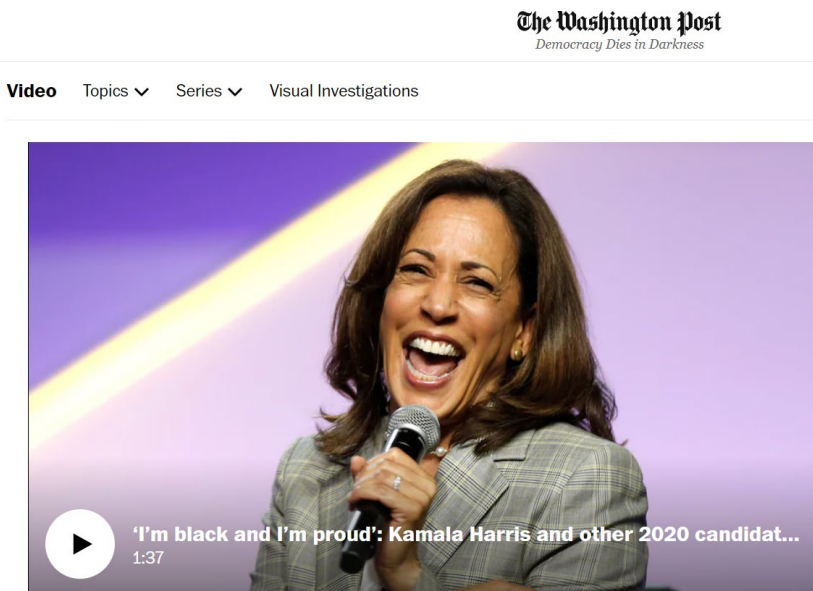 The Washington Post
Democracy Dies in Darkness
Video Topics Series Visual Investigations
‘I’m black and I’m proud’: Kamala Harris and other 2020 candidat...
1:37